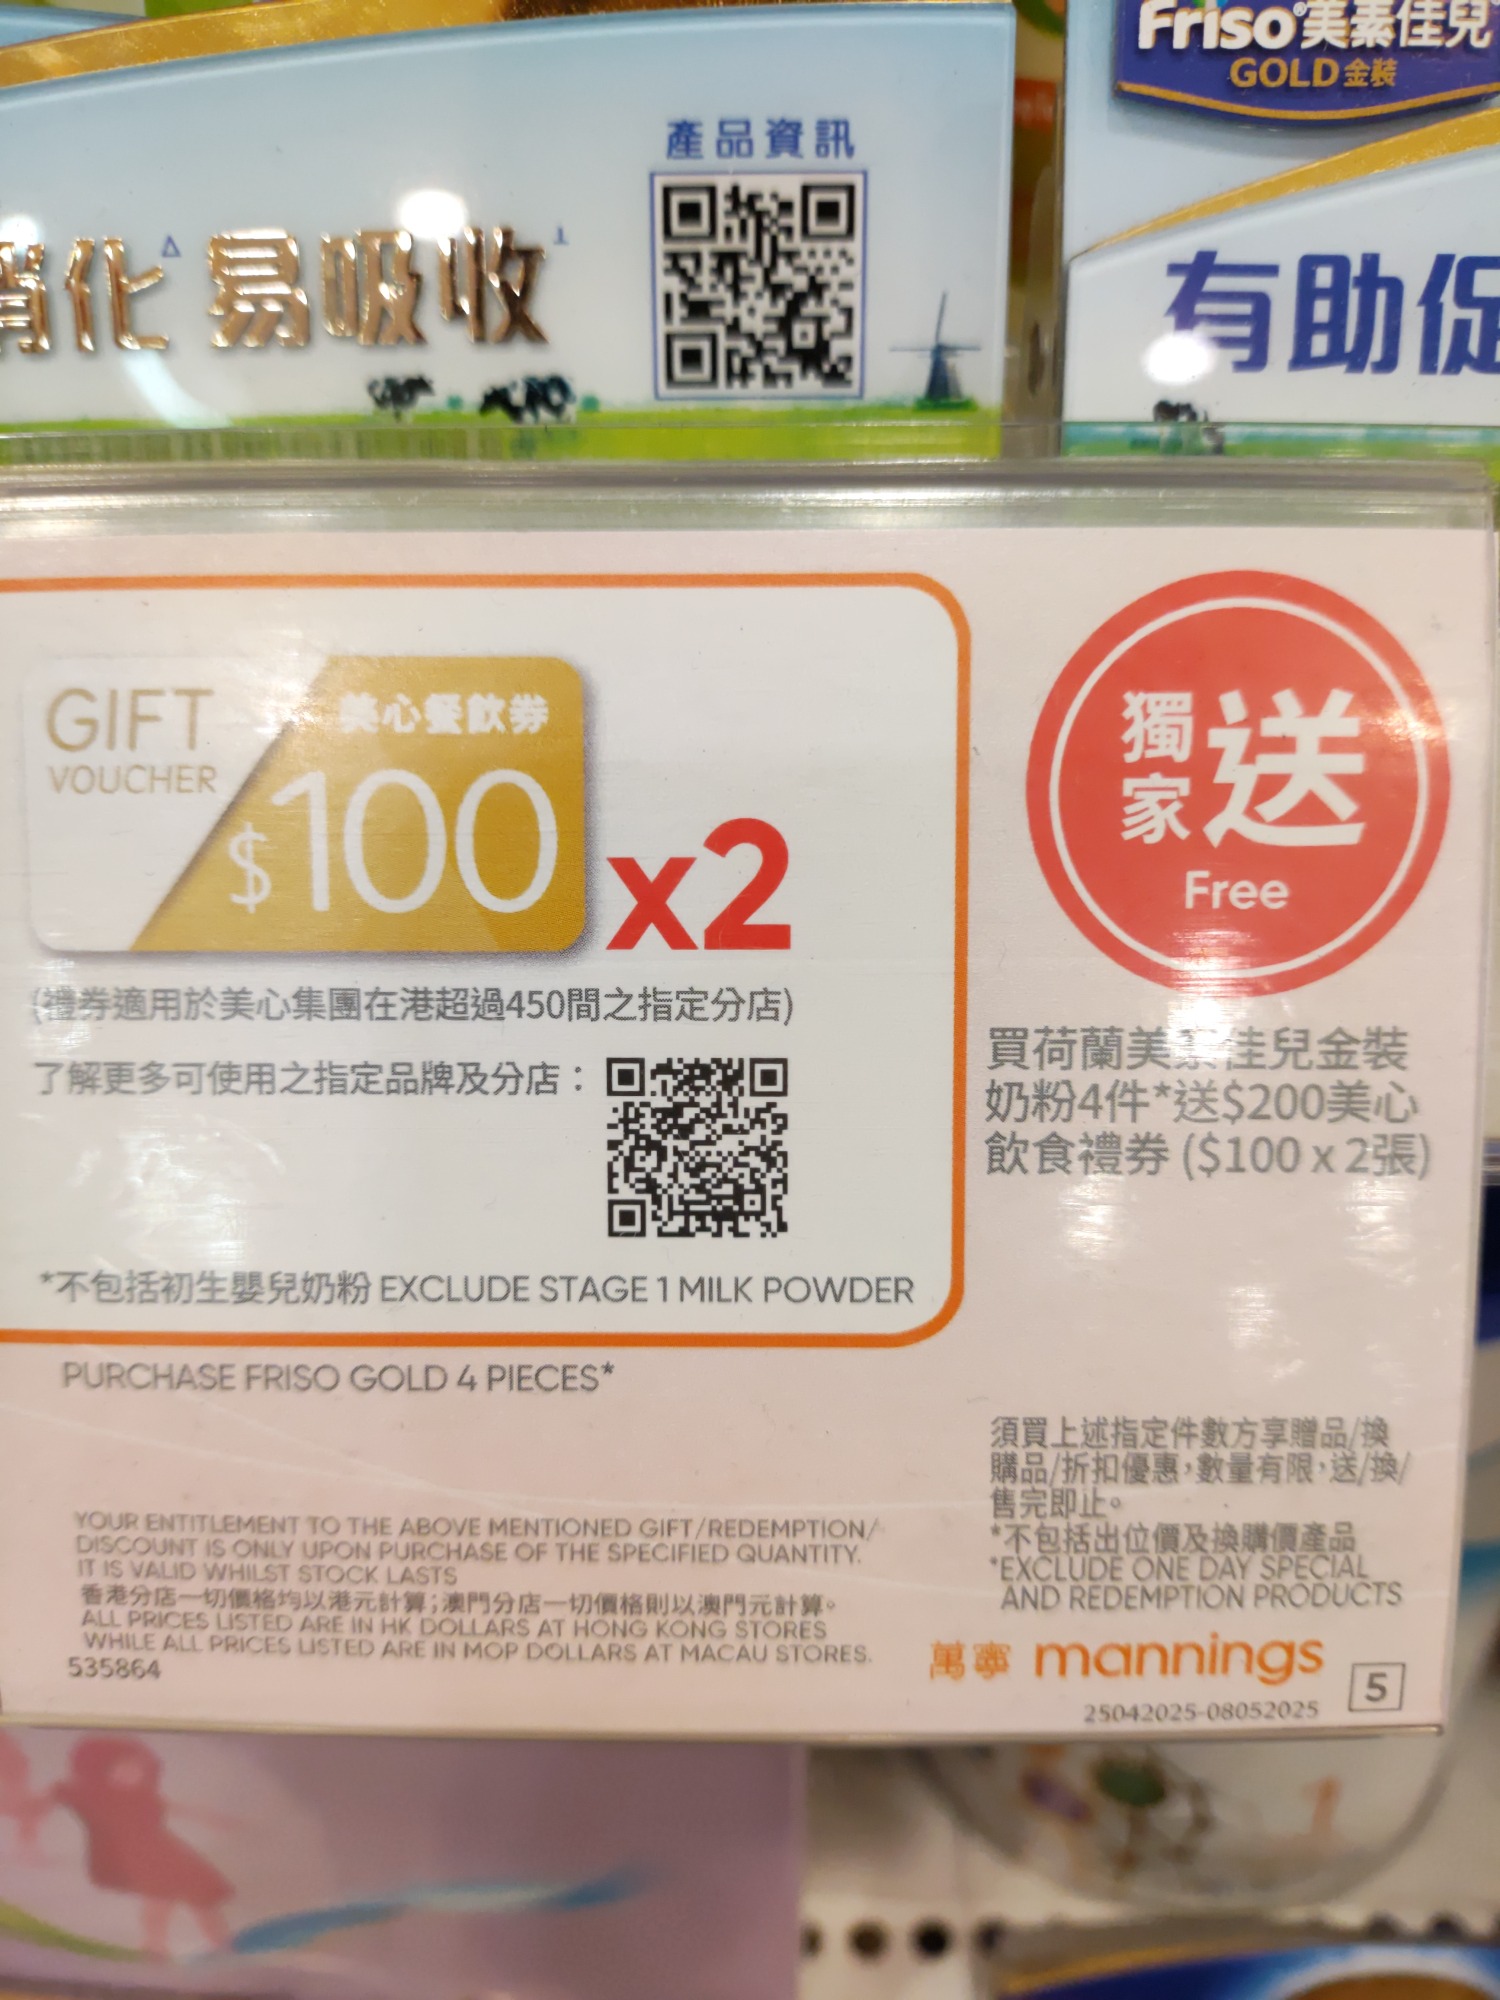 Friso 美素佳兒
GOLD 金裝
產品資訊
消化△ 易吸收⊥
有助促
GIFT
VOUCHER
美心餐飲券
$100
x2
(禮券適用於美心集團在港超過450間之指定分店)
了解更多可使用之指定品牌及分店：
*不包括初生嬰兒奶粉 EXCLUDE STAGE 1 MILK POWDER
獨家送
Free
買荷蘭美素佳兒金裝
奶粉4件*送$200美心
飲食禮券 ($100 x 2張)
PURCHASE FRISO GOLD 4 PIECES*
須買上述指定件數方享贈品/換
購品/折扣優惠，數量有限，送/換/
售完即止。
*不包括出位價及換購價產品
*EXCLUDE ONE DAY SPECIAL
AND REDEMPTION PRODUCTS
YOUR ENTITLEMENT TO THE ABOVE MENTIONED GIFT/REDEMPTION/
DISCOUNT IS ONLY UPON PURCHASE OF THE SPECIFIED QUANTITY.
IT IS VALID WHILST STOCK LASTS
香港分店一切價格均以港元計算；澳門分店一切價格則以澳門元計算。
ALL PRICES LISTED ARE IN HK DOLLARS AT HONG KONG STORES
WHILE ALL PRICES LISTED ARE IN MOP DOLLARS AT MACAU STORES.
535864
萬寧 mannings
25042025-08052025
5
1